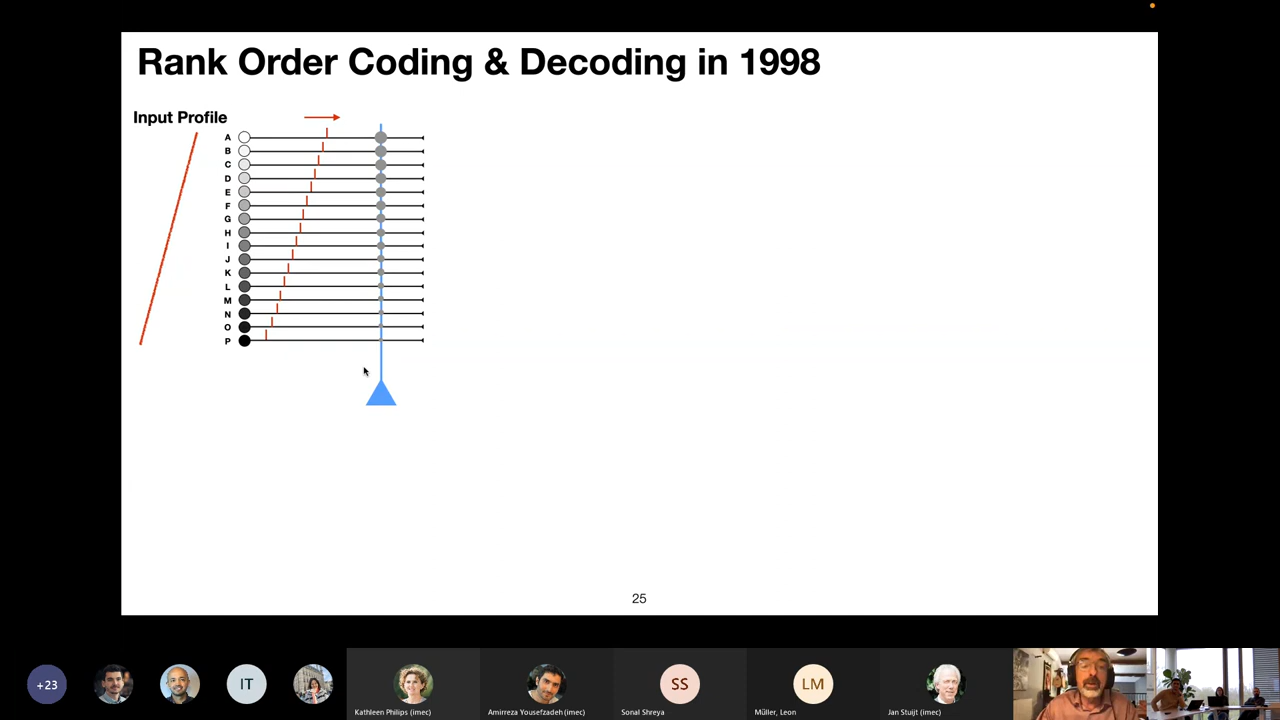 Rank Order Coding & Decoding in 1998
Input Profile
A
B
C
D
E
F
G
H
I
J
K
L
M
N
O
P
25
+23
IT
SS
LM
Kathleen Philips (imec)
Amirreza Yousefzadeh (imec)
Sonal Shreya
Müller, Leon
Jan Stuijt (imec)